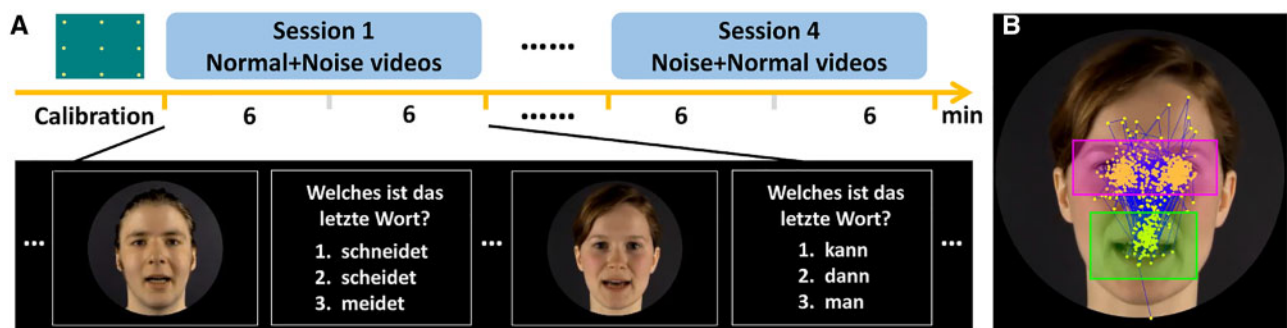 A
Session 1
Normal+Noise videos
......
Session 4
Noise+Normal videos
B
Calibration
6
6
......
6
6
min
...
Welches ist das
letzte Wort?
1. schneidet
2. scheidet
3. meidet
...
Welches ist das
letzte Wort?
1. kann
2. dann
3. man
...